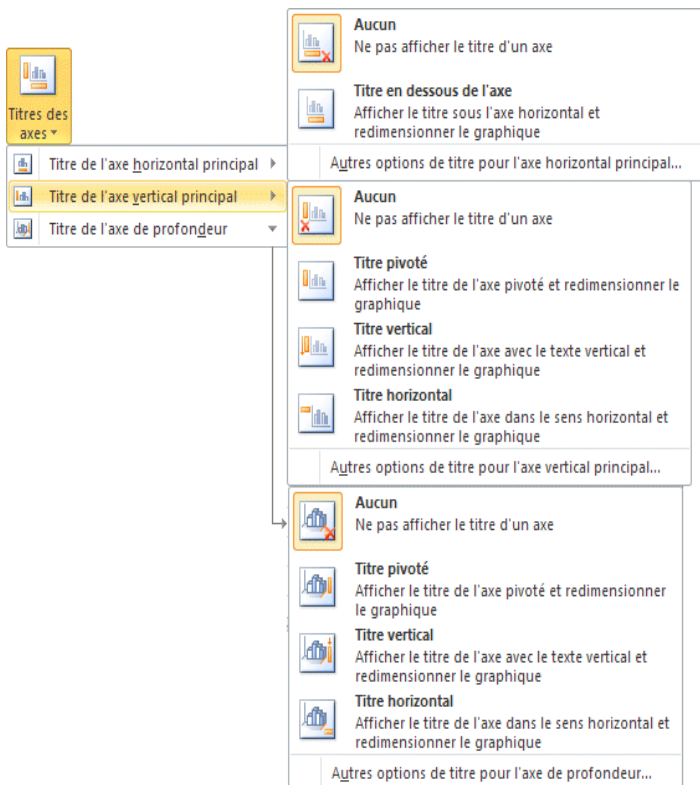 Titres des
axes
Titre de l'axe horizontal principal
Titre de l'axe vertical principal
Titre de l'axe de profondeur
Aucun
Ne pas afficher le titre d'un axe
Titre en dessous de l'axe
Afficher le titre sous l'axe horizontal et
redimensionner le graphique
Autres options de titre pour l'axe horizontal principal...
Aucun
Ne pas afficher le titre d'un axe
Titre pivoté
Afficher le titre de l'axe pivoté et redimensionner le
graphique
Titre vertical
Afficher le titre de l'axe avec le texte vertical et
redimensionner le graphique
Titre horizontal
Afficher le titre de l'axe dans le sens horizontal et
redimensionner le graphique
Autres options de titre pour l'axe vertical principal...
Aucun
Ne pas afficher le titre d'un axe
Titre pivoté
Afficher le titre de l'axe pivoté et redimensionner
le graphique
Titre vertical
Afficher le titre de l'axe avec le texte vertical et
redimensionner le graphique
Titre horizontal
Afficher le titre de l'axe dans le sens horizontal et
redimensionner le graphique
Autres options de titre pour l'axe de profondeur...